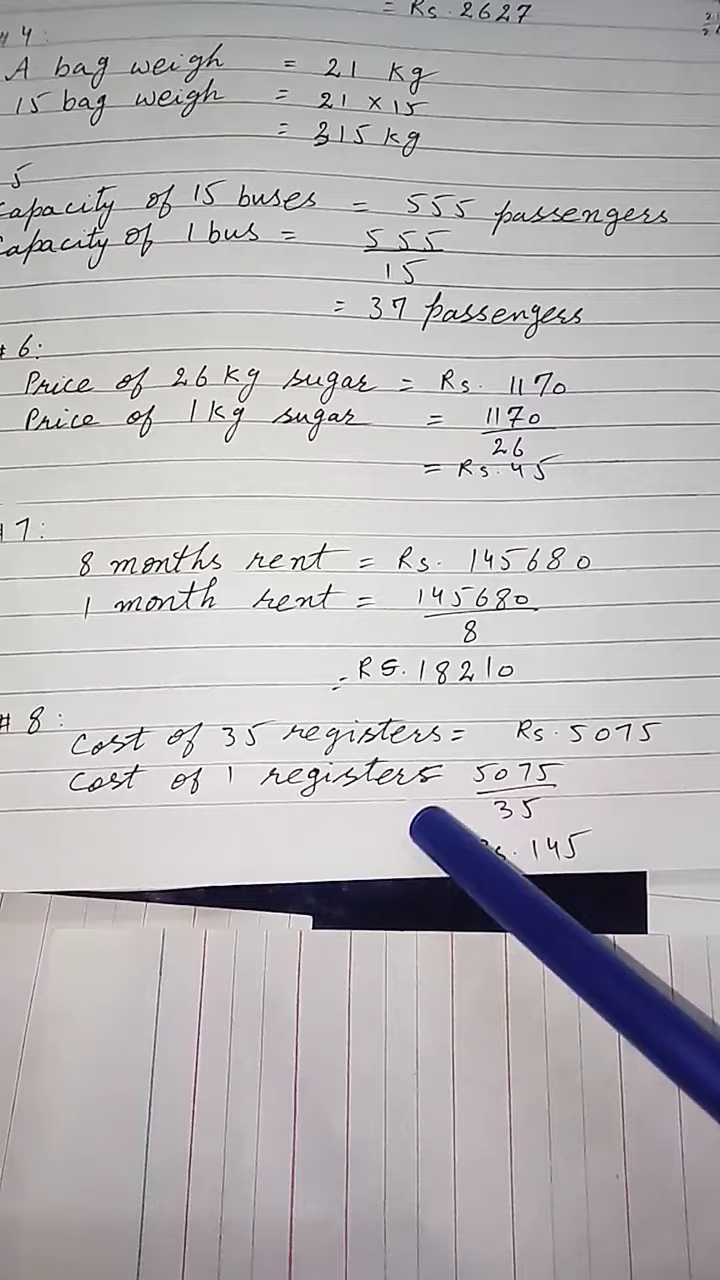 = Rs. 2627
# 4:
A bag weigh = 21 kg
15 bag weigh = 21 × 15
= 315 kg
5
Capacity of 15 buses = 555 passengers
Capacity of 1 bus = 555
15
= 37 passengers
# 6:
Price of 26 kg sugar = Rs. 1170
Price of 1 kg sugar = 1170
26
= Rs. 45
# 7:
8 months rent = Rs. 145680
1 month rent = 145680
8
= RS. 18210
# 8:
Cost of 35 registers = Rs. 5075
Cost of 1 registers = 5075
35
Rs. 145